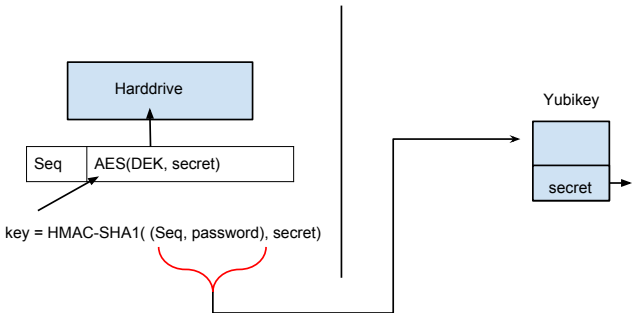 Harddrive
Yubikey
Seq AES(DEK, secret)
secret
key = HMAC-SHA1( (Seq, password), secret)